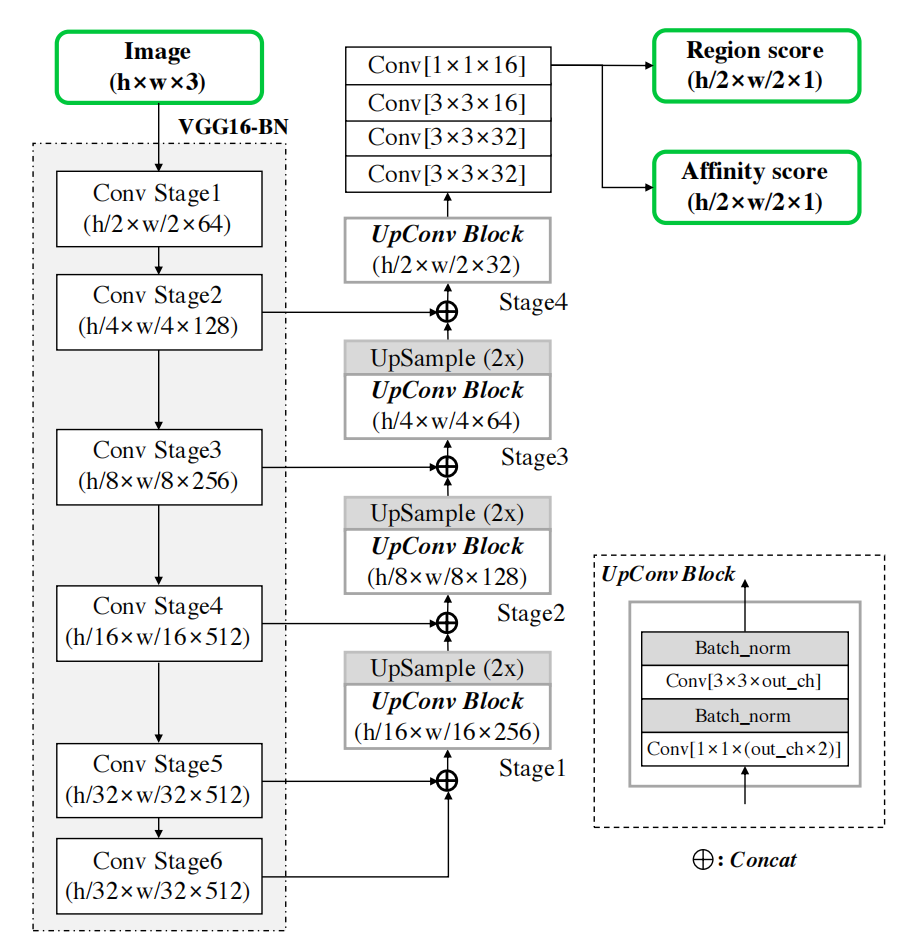 Image
(h×w×3)
VGG16-BN
Conv Stage1
(h/2×w/2×64)
Conv Stage2
(h/4×w/4×128)
Conv Stage3
(h/8×w/8×256)
Conv Stage4
(h/16×w/16×512)
Conv Stage5
(h/32×w/32×512)
Conv Stage6
(h/32×w/32×512)
Conv[1×1×16]
Conv[3×3×16]
Conv[3×3×32]
Conv[3×3×32]
UpConv Block
(h/2×w/2×32)
Stage4
UpSample (2x)
UpConv Block
(h/4×w/4×64)
Stage3
UpSample (2x)
UpConv Block
(h/8×w/8×128)
Stage2
UpSample (2x)
UpConv Block
(h/16×w/16×256)
Stage1
Region score
(h/2×w/2×1)
Affinity score
(h/2×w/2×1)
UpConv Block
Batch_norm
Conv[3×3×out_ch]
Batch_norm
Conv[1×1×(out_ch×2)]
⊕: Concat